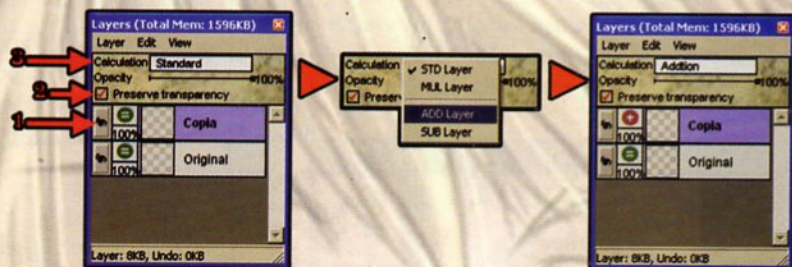 Layers (Total Mem: 1596KB)
Layer Edit View
3
Calculation Standard
Opacity 100%
2
Preserve transparency
1
100% Copia
100% Original
Layer: 8KB, Undo: 0KB
Calculation
Opacity 100%
Preser
STD Layer
MUL Layer
ADD Layer
SUB Layer
Layers (Total Mem: 1596KB)
Layer Edit View
Calculation Addtion
Opacity 100%
Preserve transparency
100% Copia
100% Original
Layer: 8KB, Undo: 0KB